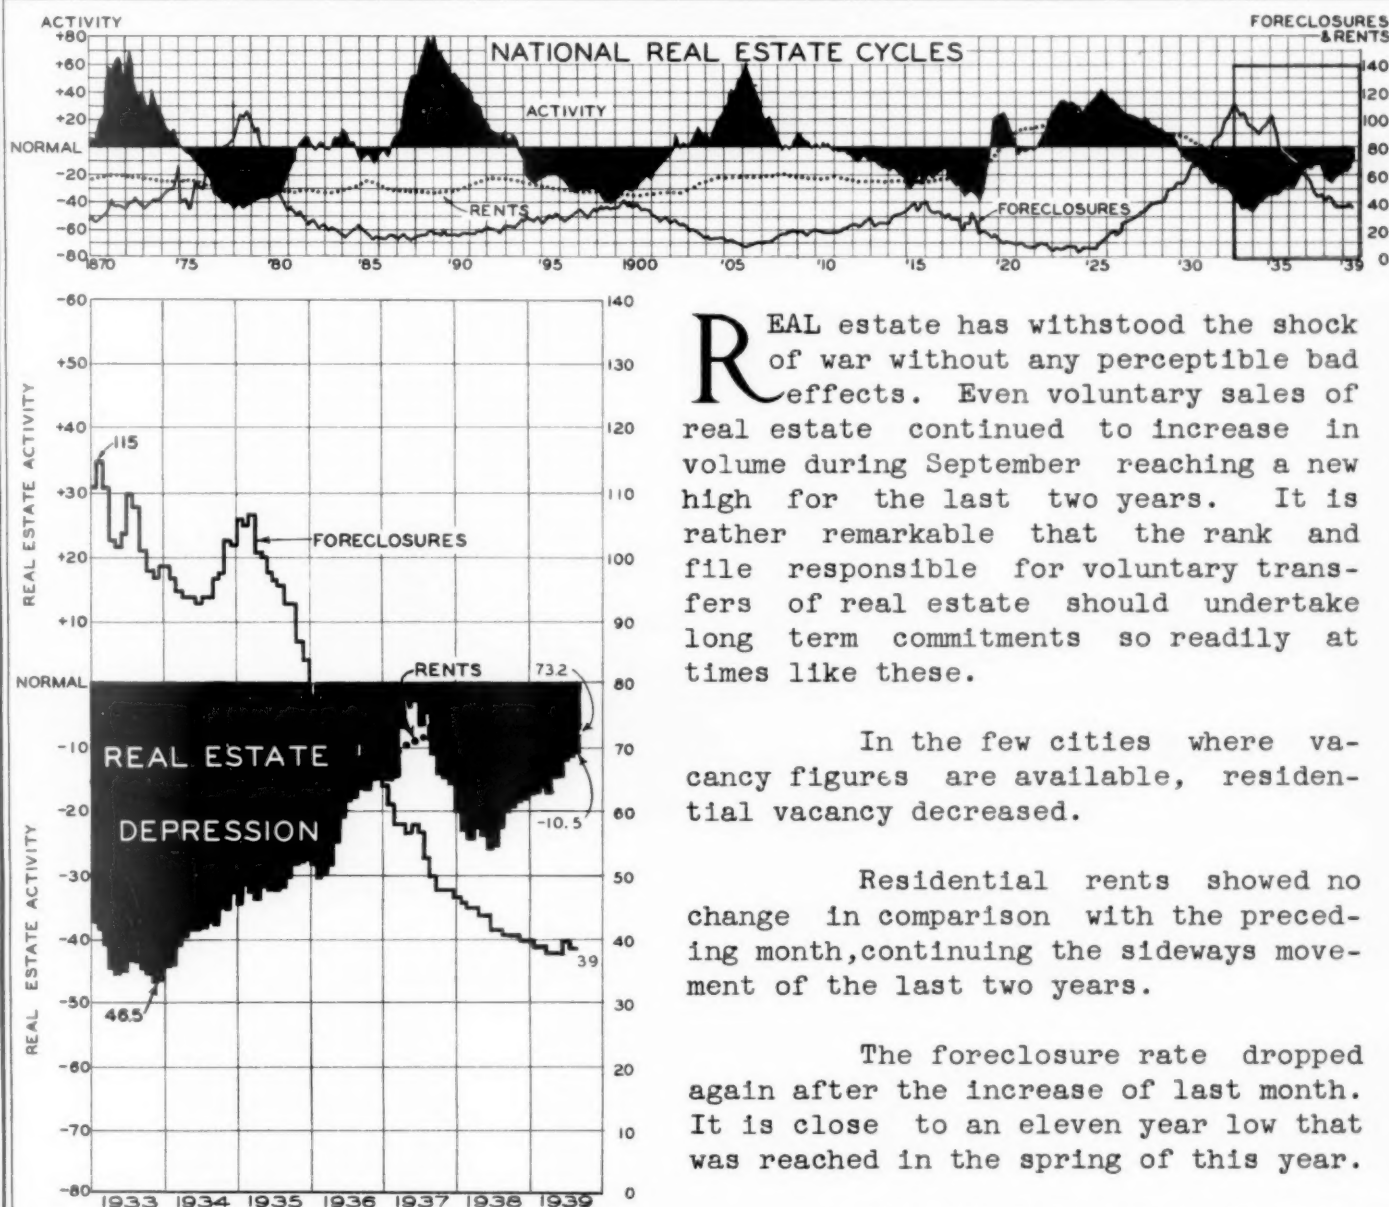 ACTIVITY
FORECLOSURES
& RENTS
NATIONAL REAL ESTATE CYCLES
+80
+60
+40
+20
NORMAL
-20
-40
-60
-80
140
120
100
80
60
40
20
0
ACTIVITY
RENTS
FORECLOSURES
1870 '75 '80 '85 '90 '95 1900 '05 '10 '15 '20 '25 '30 '35 '39
REAL ESTATE ACTIVITY
REAL ESTATE ACTIVITY
-60
+50
+40
+30
+20
+10
NORMAL
-10
-20
-30
-40
-50
-60
-70
-80
140
130
120
110
100
90
80
70
60
50
40
30
20
10
0
115
FORECLOSURES
RENTS
73.2
REAL ESTATE
DEPRESSION
-10.5
39
46.5
1933 1934 1935 1936 1937 1938 1939
REAL estate has withstood the shock
of war without any perceptible bad
effects. Even voluntary sales of
real estate continued to increase in
volume during September reaching a new
high for the last two years. It is
rather remarkable that the rank and
file responsible for voluntary trans-
fers of real estate should undertake
long term commitments so readily at
times like these.
In the few cities where va-
cancy figures are available, residen-
tial vacancy decreased.
Residential rents showed no
change in comparison with the preced-
ing month,continuing the sideways move-
ment of the last two years.
The foreclosure rate dropped
again after the increase of last month.
It is close to an eleven year low that
was reached in the spring of this year.